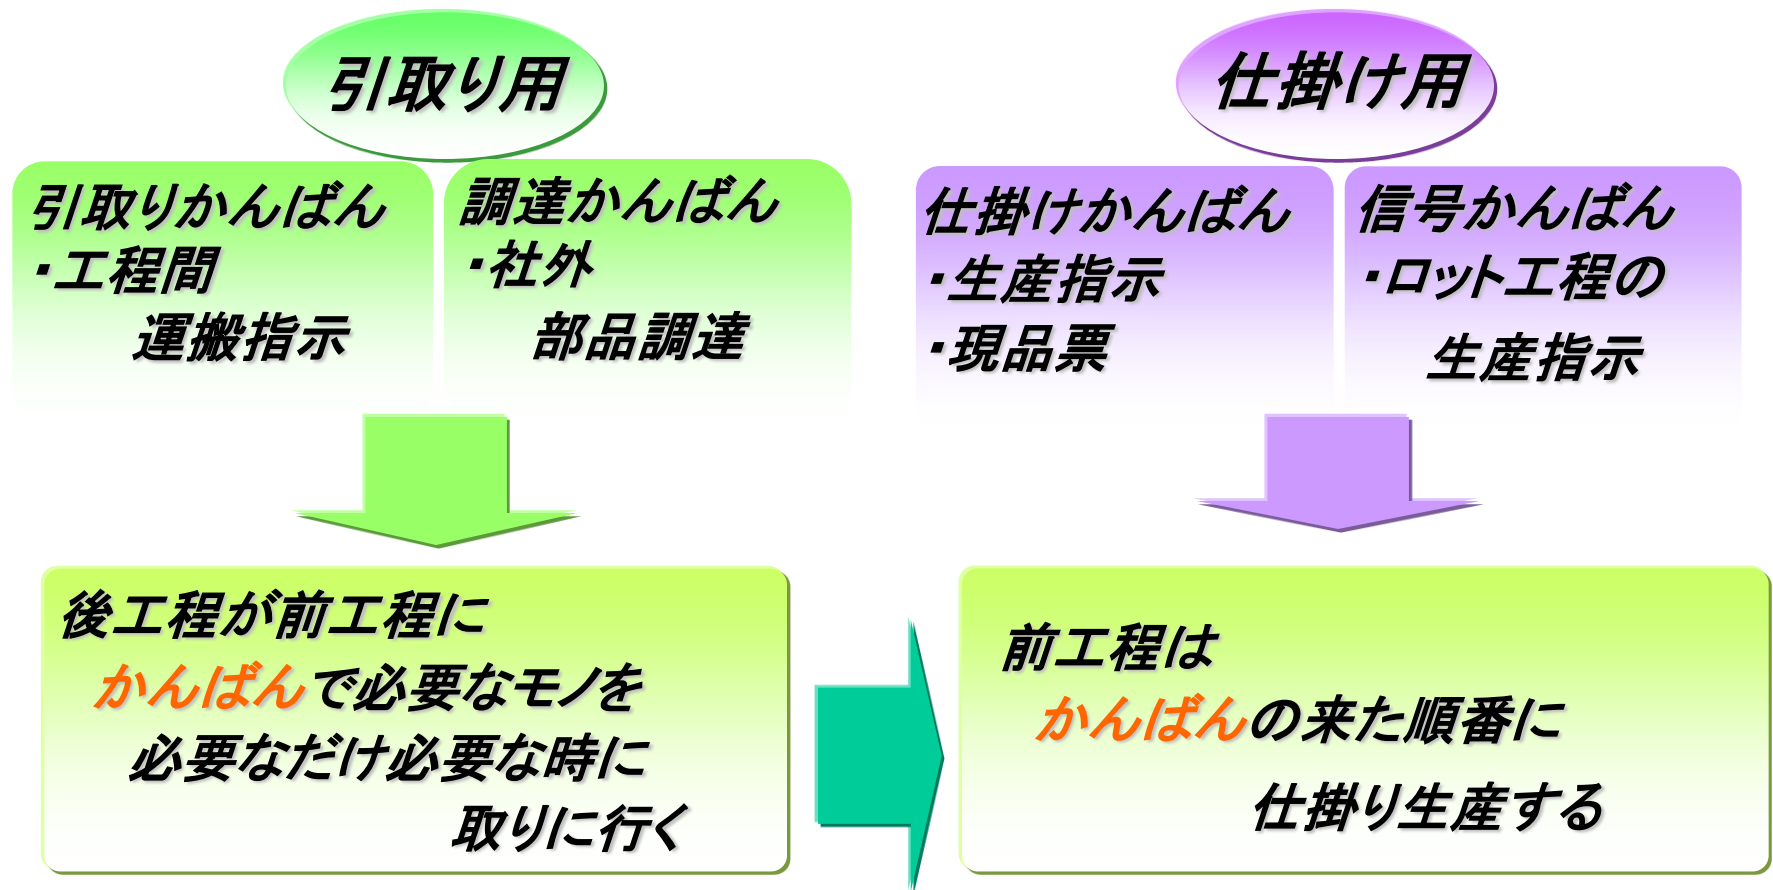 引取り用
引取りかんばん
・工程間
運搬指示
調達かんばん
・社外
部品調達
仕掛け用
仕掛けかんばん
・生産指示
・現品票
信号かんばん
・ロット工程の
生産指示
後工程が前工程に
かんばんで必要なモノを
必要なだけ必要な時に
取りに行く
前工程は
かんばんの来た順番に
仕掛り生産する